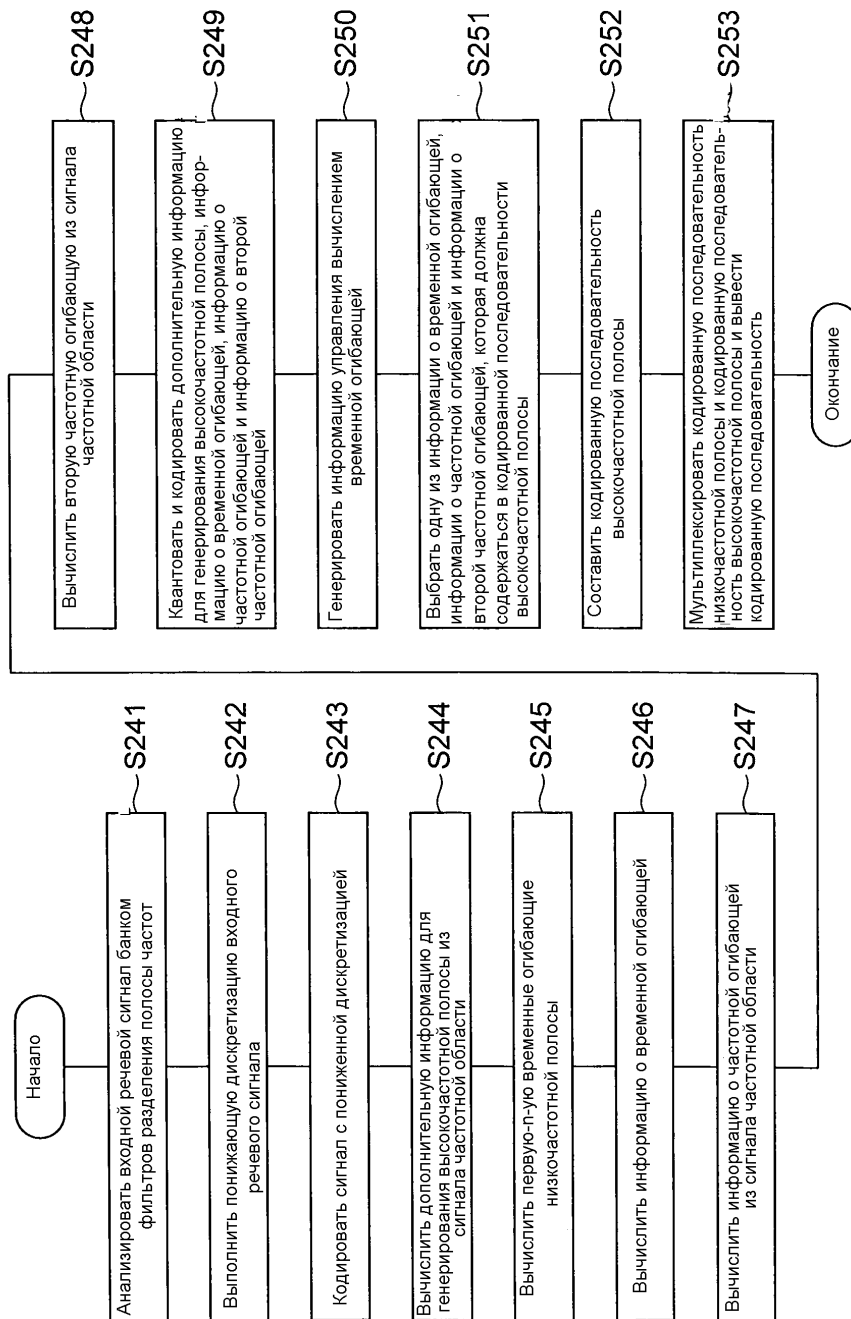 Начало
Анализировать входной речевой сигнал банком
фильтров разделения полосы частот
S241
Выполнить понижающую дискретизацию входного
речевого сигнала
S242
Кодировать сигнал с пониженной дискретизацией
S243
Вычислить дополнительную информацию для
генерирования высокочастотной полосы из
сигнала частотной области
S244
Вычислить первую-n-ую временные огибающие
низкочастотной полосы
S245
Вычислить информацию о временной огибающей
S246
Вычислить информацию о частотной огибающей
из сигнала частотной области
S247
Вычислить вторую частотную огибающую из сигнала
частотной области
S248
Квантовать и кодировать дополнительную информацию
для генерирования высокочастотной полосы, инфор-
мацию о временной огибающей, информацию о
частотной огибающей и информацию о второй
частотной огибающей
S249
Генерировать информацию управления вычислением
временной огибающей
S250
Выбрать одну из информации о временной огибающей,
информации о частотной огибающей и информации о
второй частотной огибающей, которая должна
содержаться в кодированной последовательности
высокочастотной полосы
S251
Составить кодированную последовательность
высокочастотной полосы
S252
Мультиплексировать кодированную последовательность
низкочастотной полосы и кодированную последователь-
ность высокочастотной полосы и вывести
кодированную последовательность
S253
Окончание